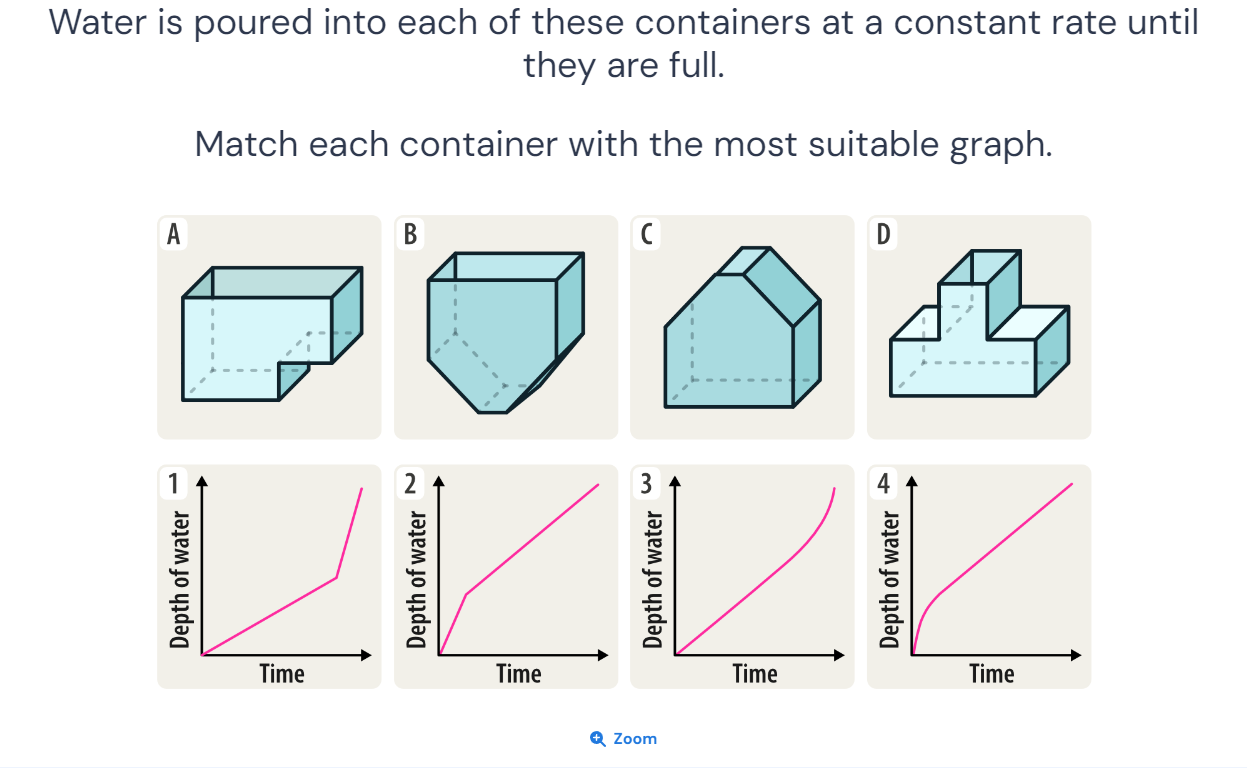 Water is poured into each of these containers at a constant rate until
they are full.
Match each container with the most suitable graph.
A
B
C
D
1
Depth of water
Time
2
Depth of water
Time
3
Depth of water
Time
4
Depth of water
Time
Zoom